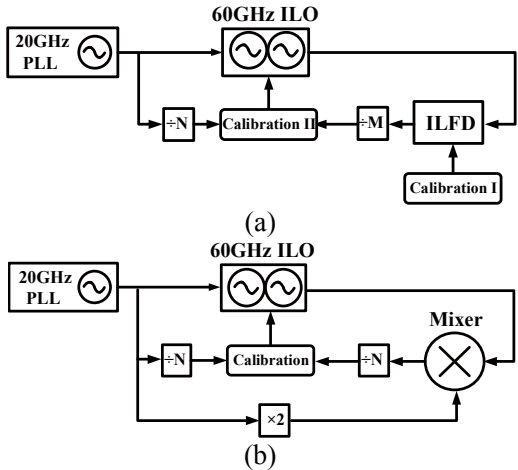 60GHz ILO
20GHz
PLL
÷N
Calibration II
÷M
ILFD
Calibration I
(a)
60GHz ILO
20GHz
PLL
Mixer
÷N
Calibration
÷N
×2
(b)